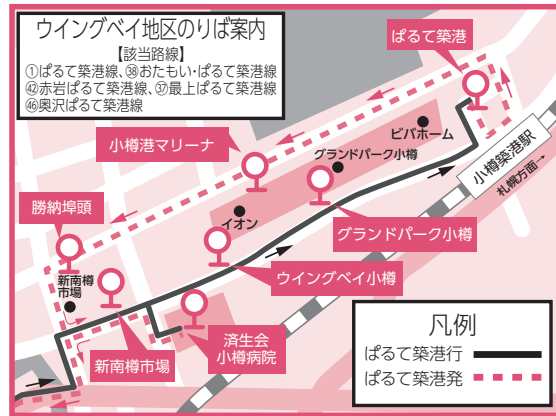 ウイングベイ地区のりば案内
【該当路線】
①ぱるて築港線、㊳おたもい・ぱるて築港線
㊷赤岩ぱるて築港線、㊲最上ぱるて築港線
㊻奥沢ぱるて築港線
ぱるて築港
小樽港マリーナ
ビバホーム
グランドパーク小樽
小樽築港駅
札幌方面→
勝納埠頭
イオン
グランドパーク小樽
ウイングベイ小樽
新南樽
市場
新南樽市場
済生会
小樽病院
凡例
ぱるて築港行
ぱるて築港発